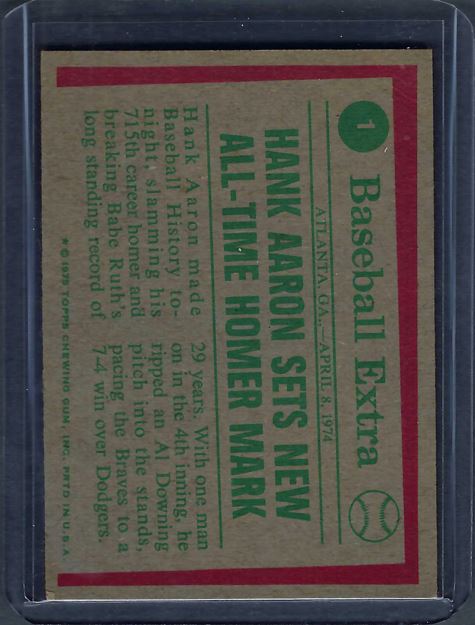 1
Baseball Extra
ATLANTA, GA.,—APRIL 8, 1974
HANK AARON SETS NEW
ALL-TIME HOMER MARK
Hank Aaron made
Baseball History to-
night, slamming his
715th career homer and
breaking Babe Ruth's
long standing record of
29 years. With one man
on in the 4th inning, he
ripped an Al Downing
pitch into the stands,
pacing the Braves to a
7-4 win over Dodgers.
★ © 1975 TOPPS CHEWING GUM, INC. PRTD IN U.S.A